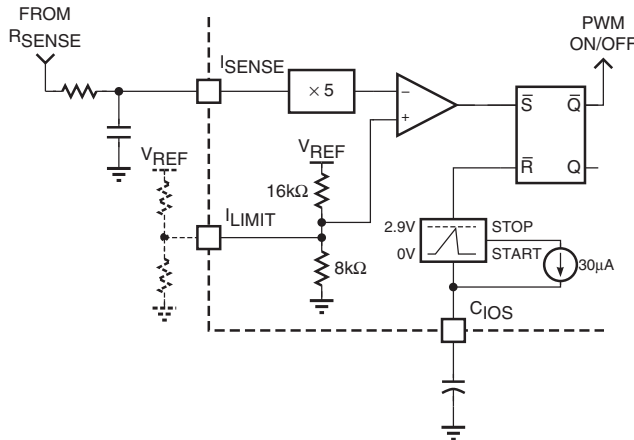 FROM
RSENSE
PWM
ON/OFF
ISENSE
× 5
−
+
S̅ Q̅
R̅ Q
VREF
VREF
16kΩ
ILIMIT
8kΩ
2.9V STOP
0V START
30µA
CIOS